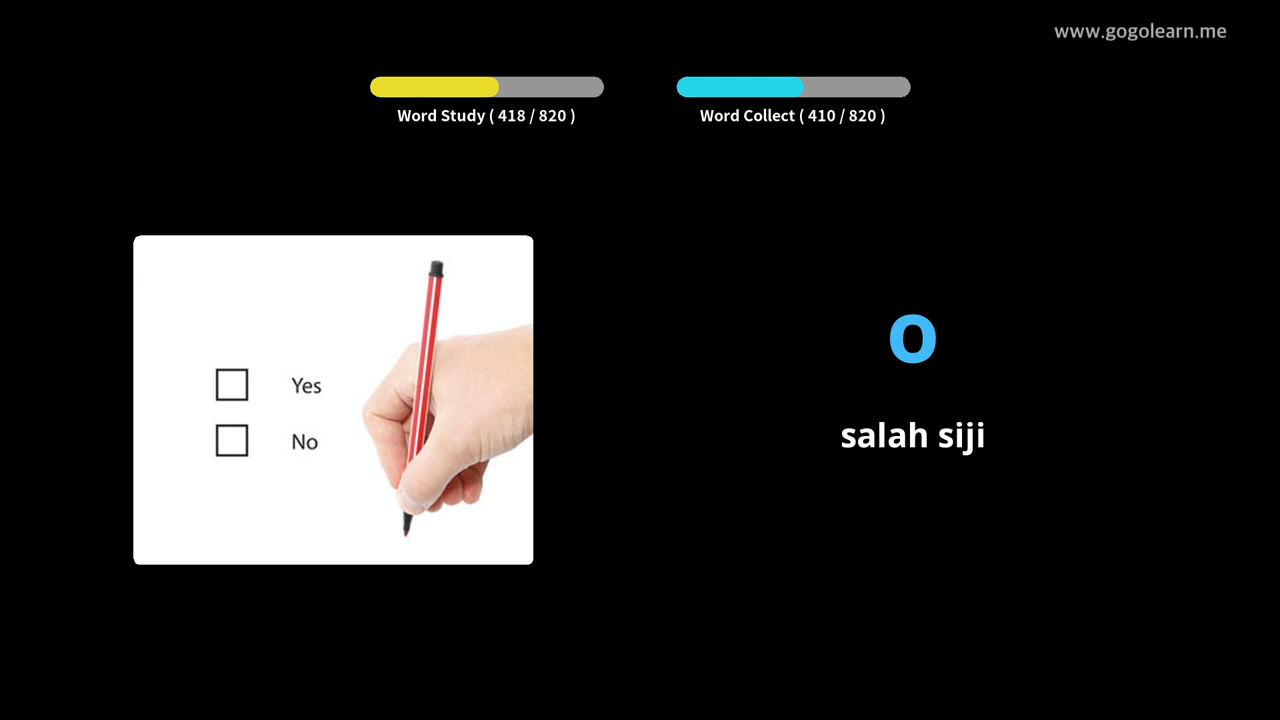 www.gogolearn.me
Word Study ( 418 / 820 )
Word Collect ( 410 / 820 )
Yes
No
o
salah siji